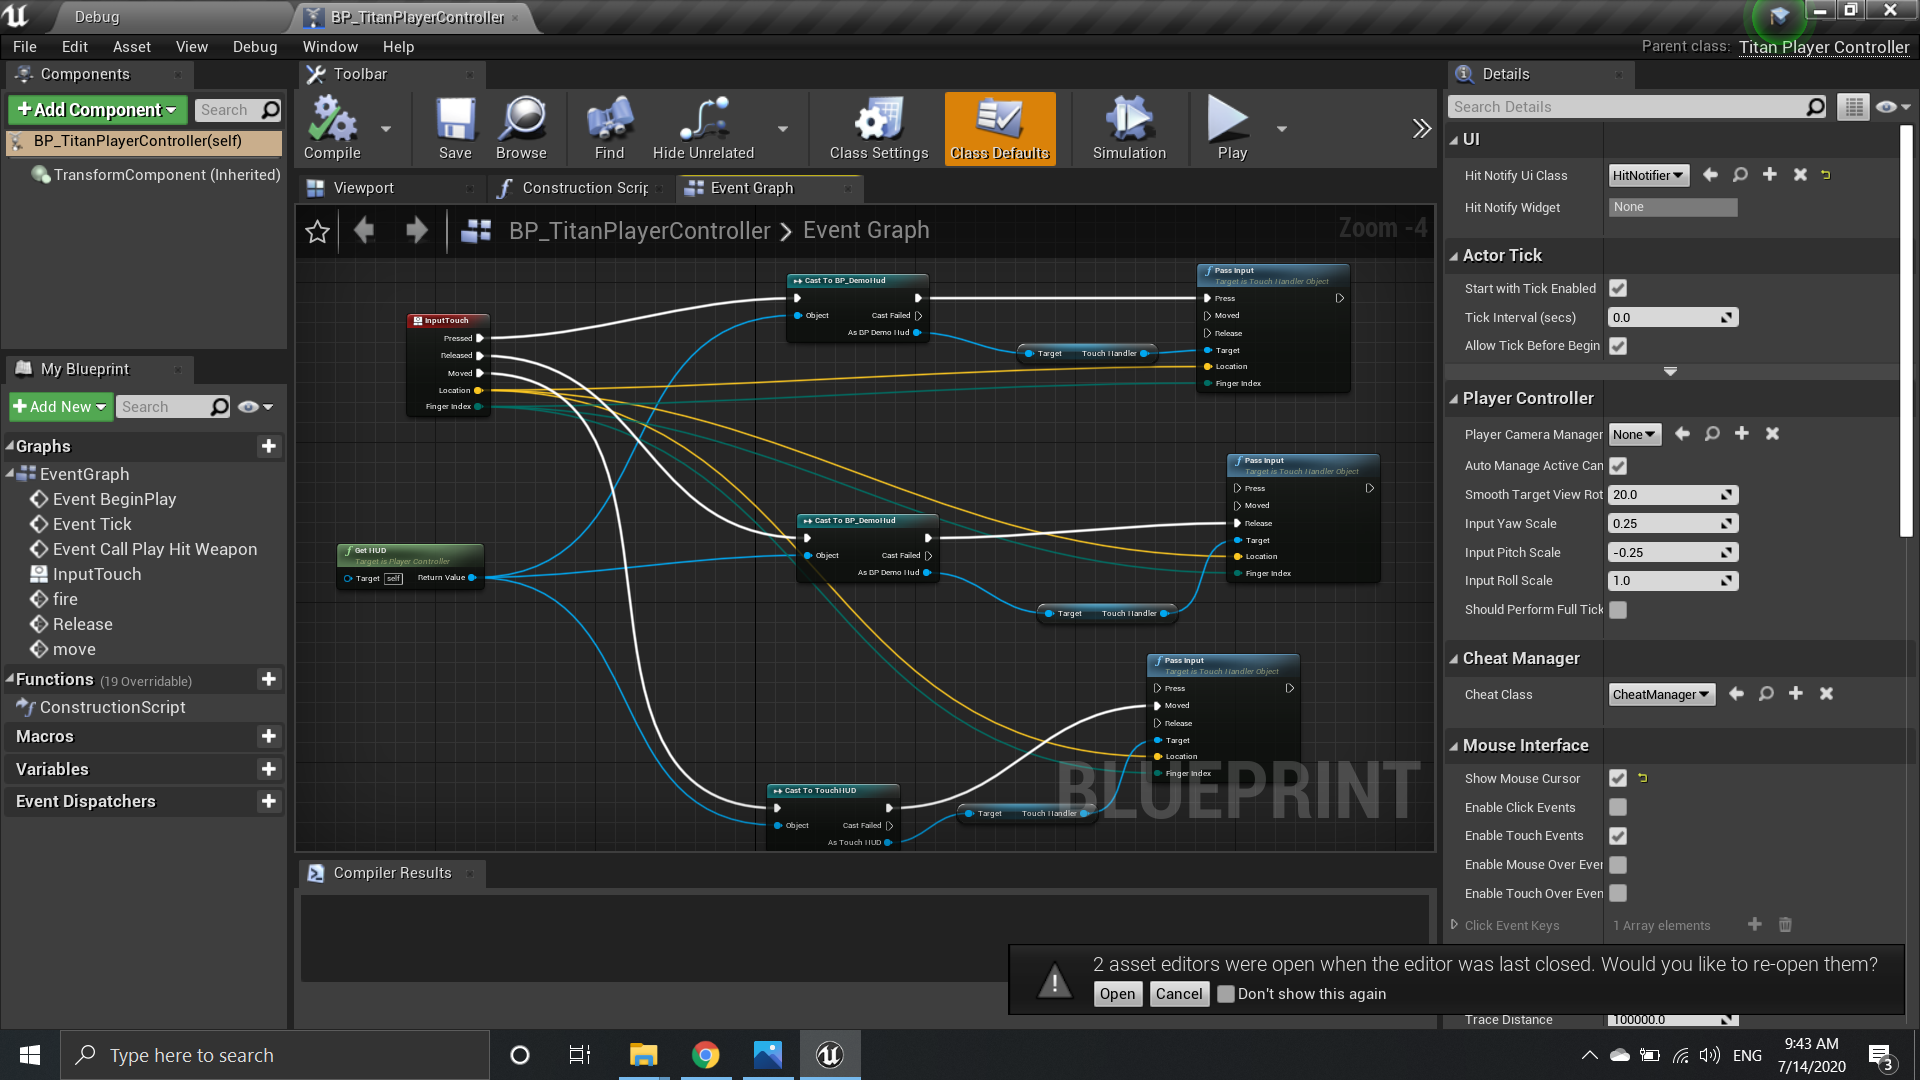 Debug
BP_TitanPlayerController
File Edit Asset View Debug Window Help
Parent class: Titan Player Controller
Components
Add Component
Search
BP_TitanPlayerController(self)
TransformComponent (Inherited)
My Blueprint
Add New
Search
Graphs
EventGraph
Event BeginPlay
Event Tick
Event Call Play Hit Weapon
InputTouch
fire
Release
move
Functions (19 Overridable)
ConstructionScript
Macros
Variables
Event Dispatchers
Toolbar
Compile
Save
Browse
Find
Hide Unrelated
Class Settings
Class Defaults
Simulation
Play
Viewport
Construction Scrip
Event Graph
BP_TitanPlayerController > Event Graph
Zoom -4
InputTouch
Pressed
Released
Moved
Location
Finger Index
Get HUD
Target is Player Controller
Target self
Return Value
Cast To BP_DemoHud
Object
Cast Failed
As BP Demo Hud
Target Touch Handler
Pass Input
Target is Touch Handler Object
Press
Moved
Release
Target
Location
Finger Index
Cast To BP_DemoHud
Object
Cast Failed
As BP Demo Hud
Target Touch Handler
Pass Input
Target is Touch Handler Object
Press
Moved
Release
Target
Location
Finger Index
Cast To TouchHUD
Object
Cast Failed
As Touch HUD
Target Touch Handler
Pass Input
Target is Touch Handler Object
Press
Moved
Release
Target
Location
Finger Index
BLUEPRINT
Compiler Results
Details
Search Details
UI
Hit Notify Ui Class HitNotifier
Hit Notify Widget None
Actor Tick
Start with Tick Enabled
Tick Interval (secs) 0.0
Allow Tick Before Begin
Player Controller
Player Camera Manager None
Auto Manage Active Can
Smooth Target View Rot 20.0
Input Yaw Scale 0.25
Input Pitch Scale -0.25
Input Roll Scale 1.0
Should Perform Full Tick
Cheat Manager
Cheat Class CheatManager
Mouse Interface
Show Mouse Cursor
Enable Click Events
Enable Touch Events
Enable Mouse Over Ever
Enable Touch Over Even
Click Event Keys 1 Array elements
Trace Distance 100000.0
2 asset editors were open when the editor was last closed. Would you like to re-open them?
Open Cancel Don't show this again
Type here to search
ENG
9:43 AM
7/14/2020
3